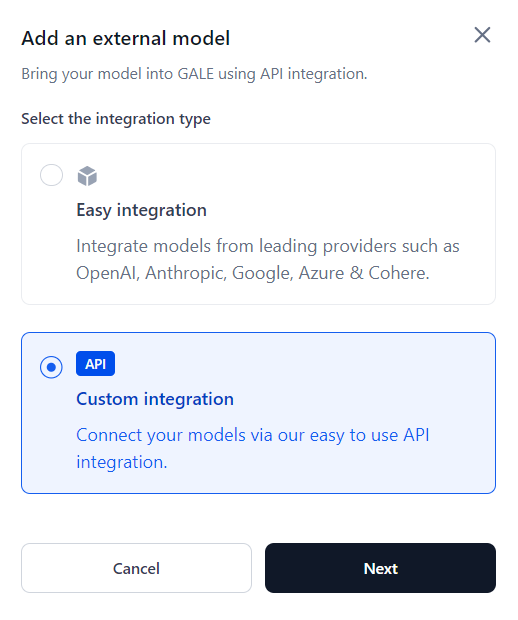 Add an external model
Bring your model into GALE using API integration.
Select the integration type
Easy integration
Integrate models from leading providers such as
OpenAI, Anthropic, Google, Azure & Cohere.
API
Custom integration
Connect your models via our easy to use API
integration.
Cancel
Next